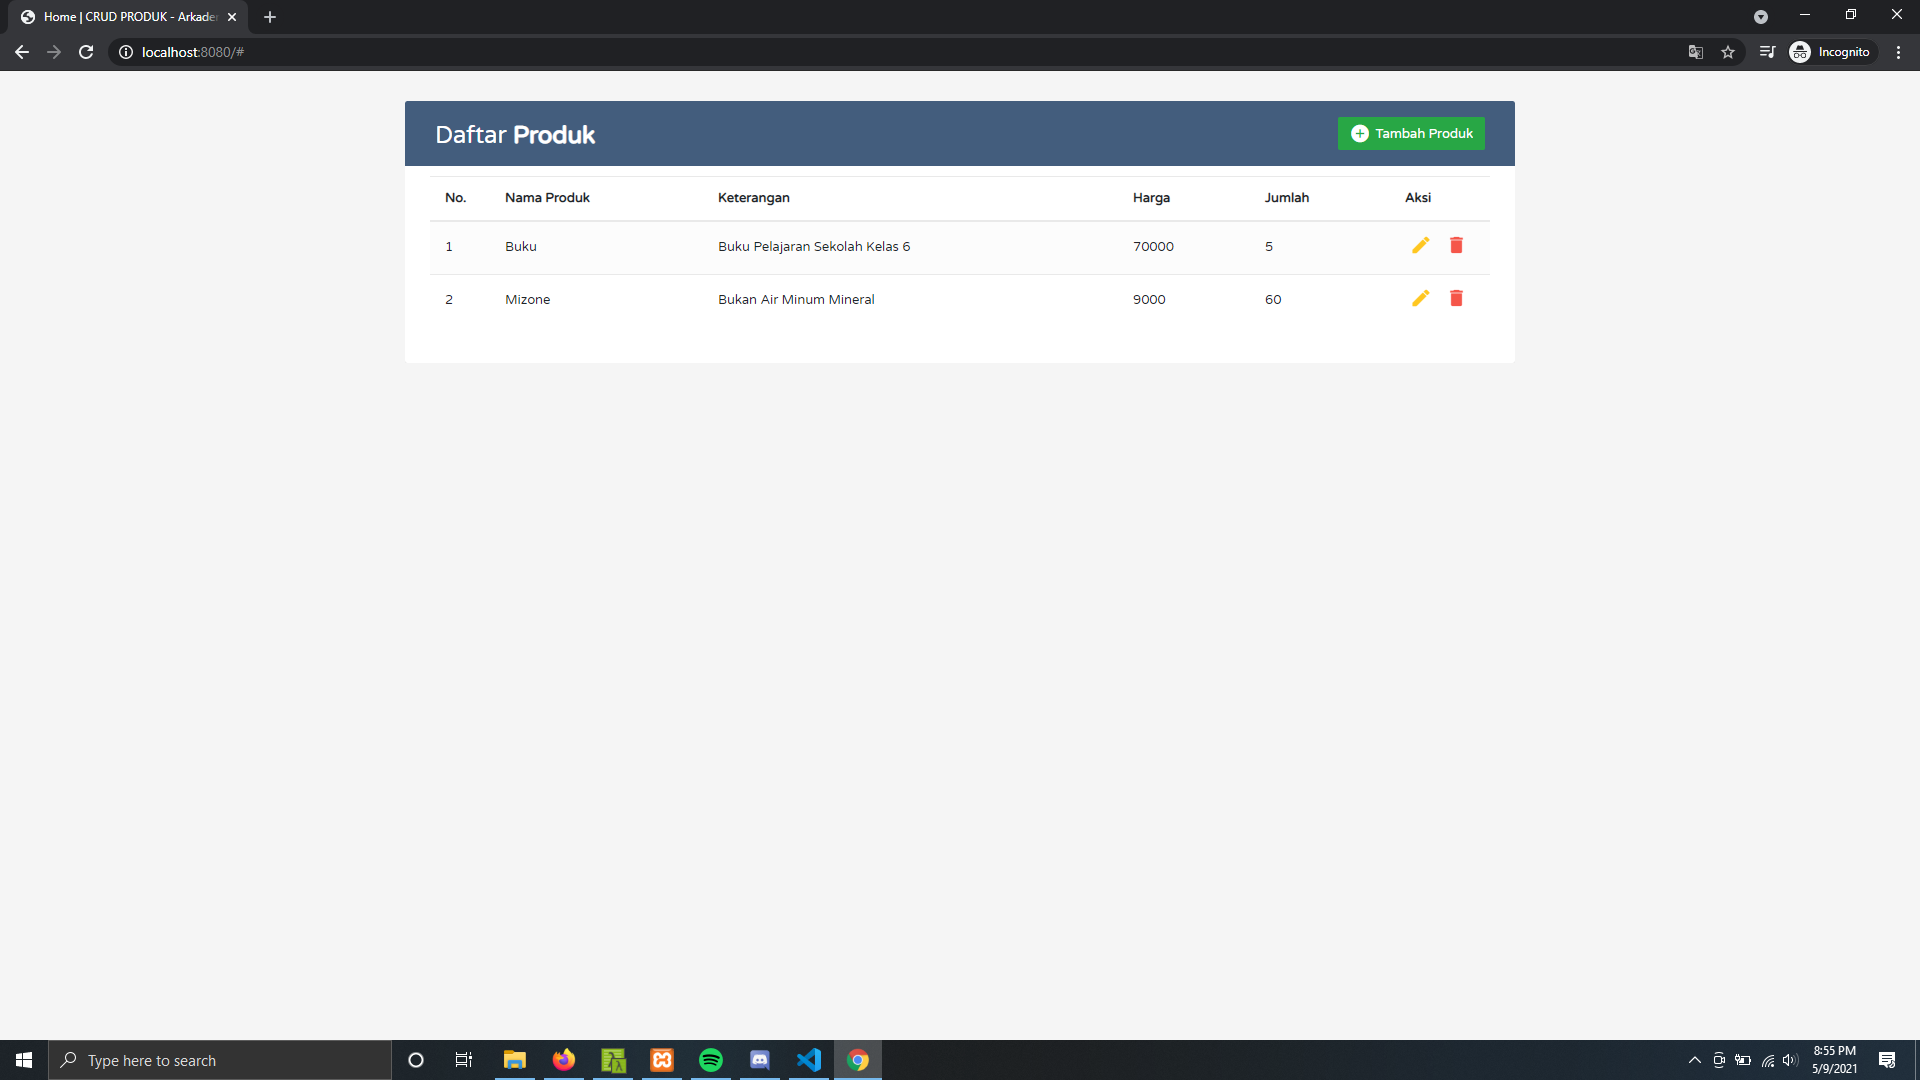 Home | CRUD PRODUK - Arkader
localhost:8080/#
Incognito
Daftar Produk
Tambah Produk
No. Nama Produk Keterangan Harga Jumlah Aksi
1 Buku Buku Pelajaran Sekolah Kelas 6 70000 5
2 Mizone Bukan Air Minum Mineral 9000 60
Type here to search
8:55 PM
5/9/2021